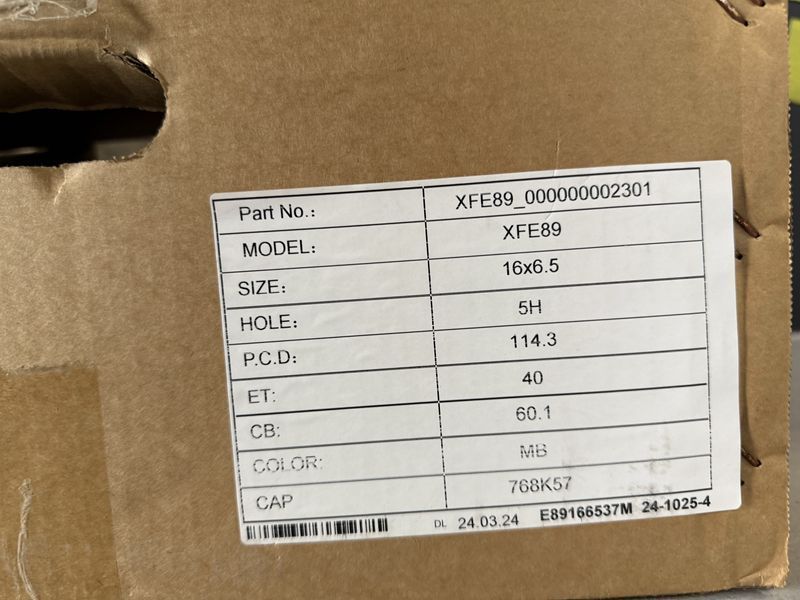 Part No.： XFE89_000000002301
MODEL： XFE89
SIZE： 16x6.5
HOLE： 5H
P.C.D： 114.3
ET: 40
CB: 60.1
COLOR: MB
CAP 768K57
DL 24.03.24 E89166537M 24-1025-4